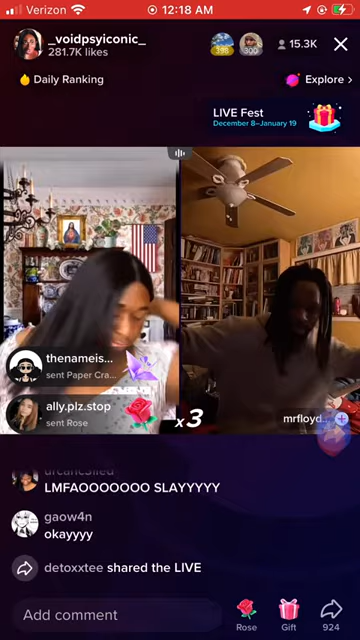 Verizon 12:18 AM
_voidpsyiconic_
281.7K likes
300
15.3K
Daily Ranking
Explore >
LIVE Fest
December 8–January 19
thenameis...
sent Paper Cra...
ally.plz.stop
sent Rose
x3
mrfloyd...
LMFAOOOOOOO SLAYYYYY
gaow4n
okayyyy
detoxxtee shared the LIVE
Add comment
Rose
Gift
924